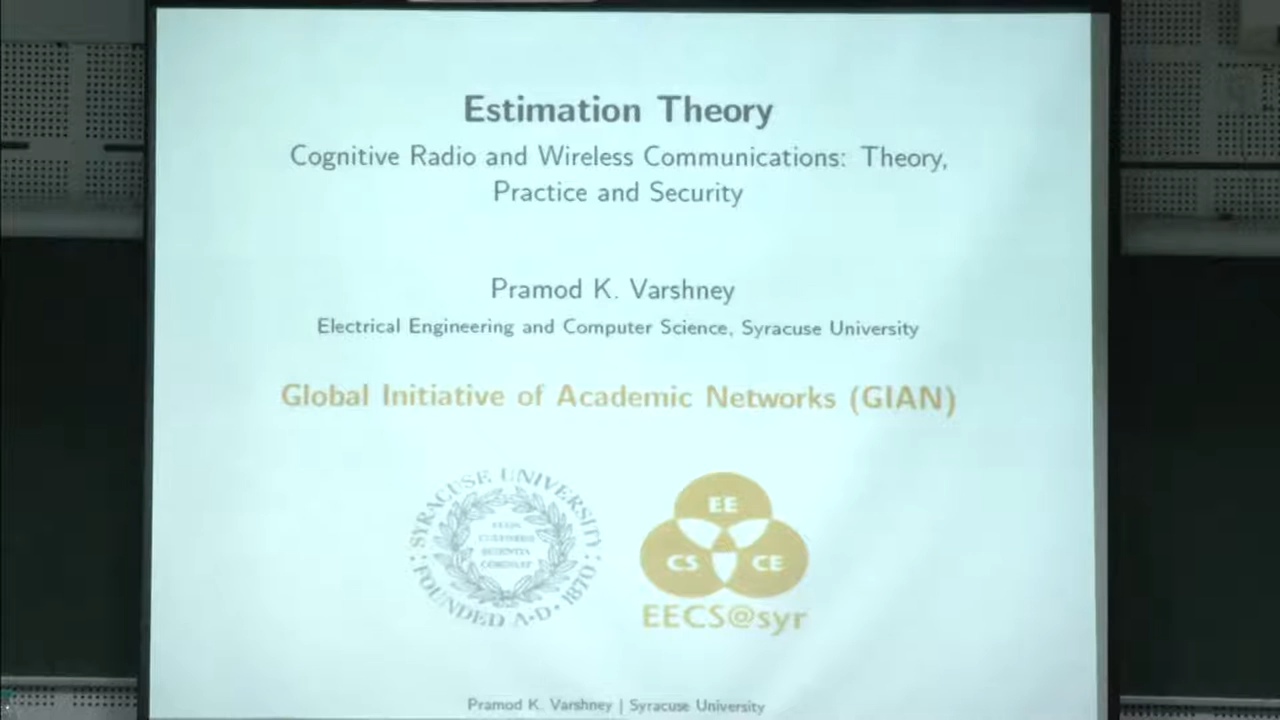 Estimation Theory
Cognitive Radio and Wireless Communications: Theory,
Practice and Security
Pramod K. Varshney
Electrical Engineering and Computer Science, Syracuse University
Global Initiative of Academic Networks (GIAN)
SYRACUSE UNIVERSITY
FOUNDED A·D· 1870
EE
CS CE
EECS@syr
Pramod K. Varshney | Syracuse University